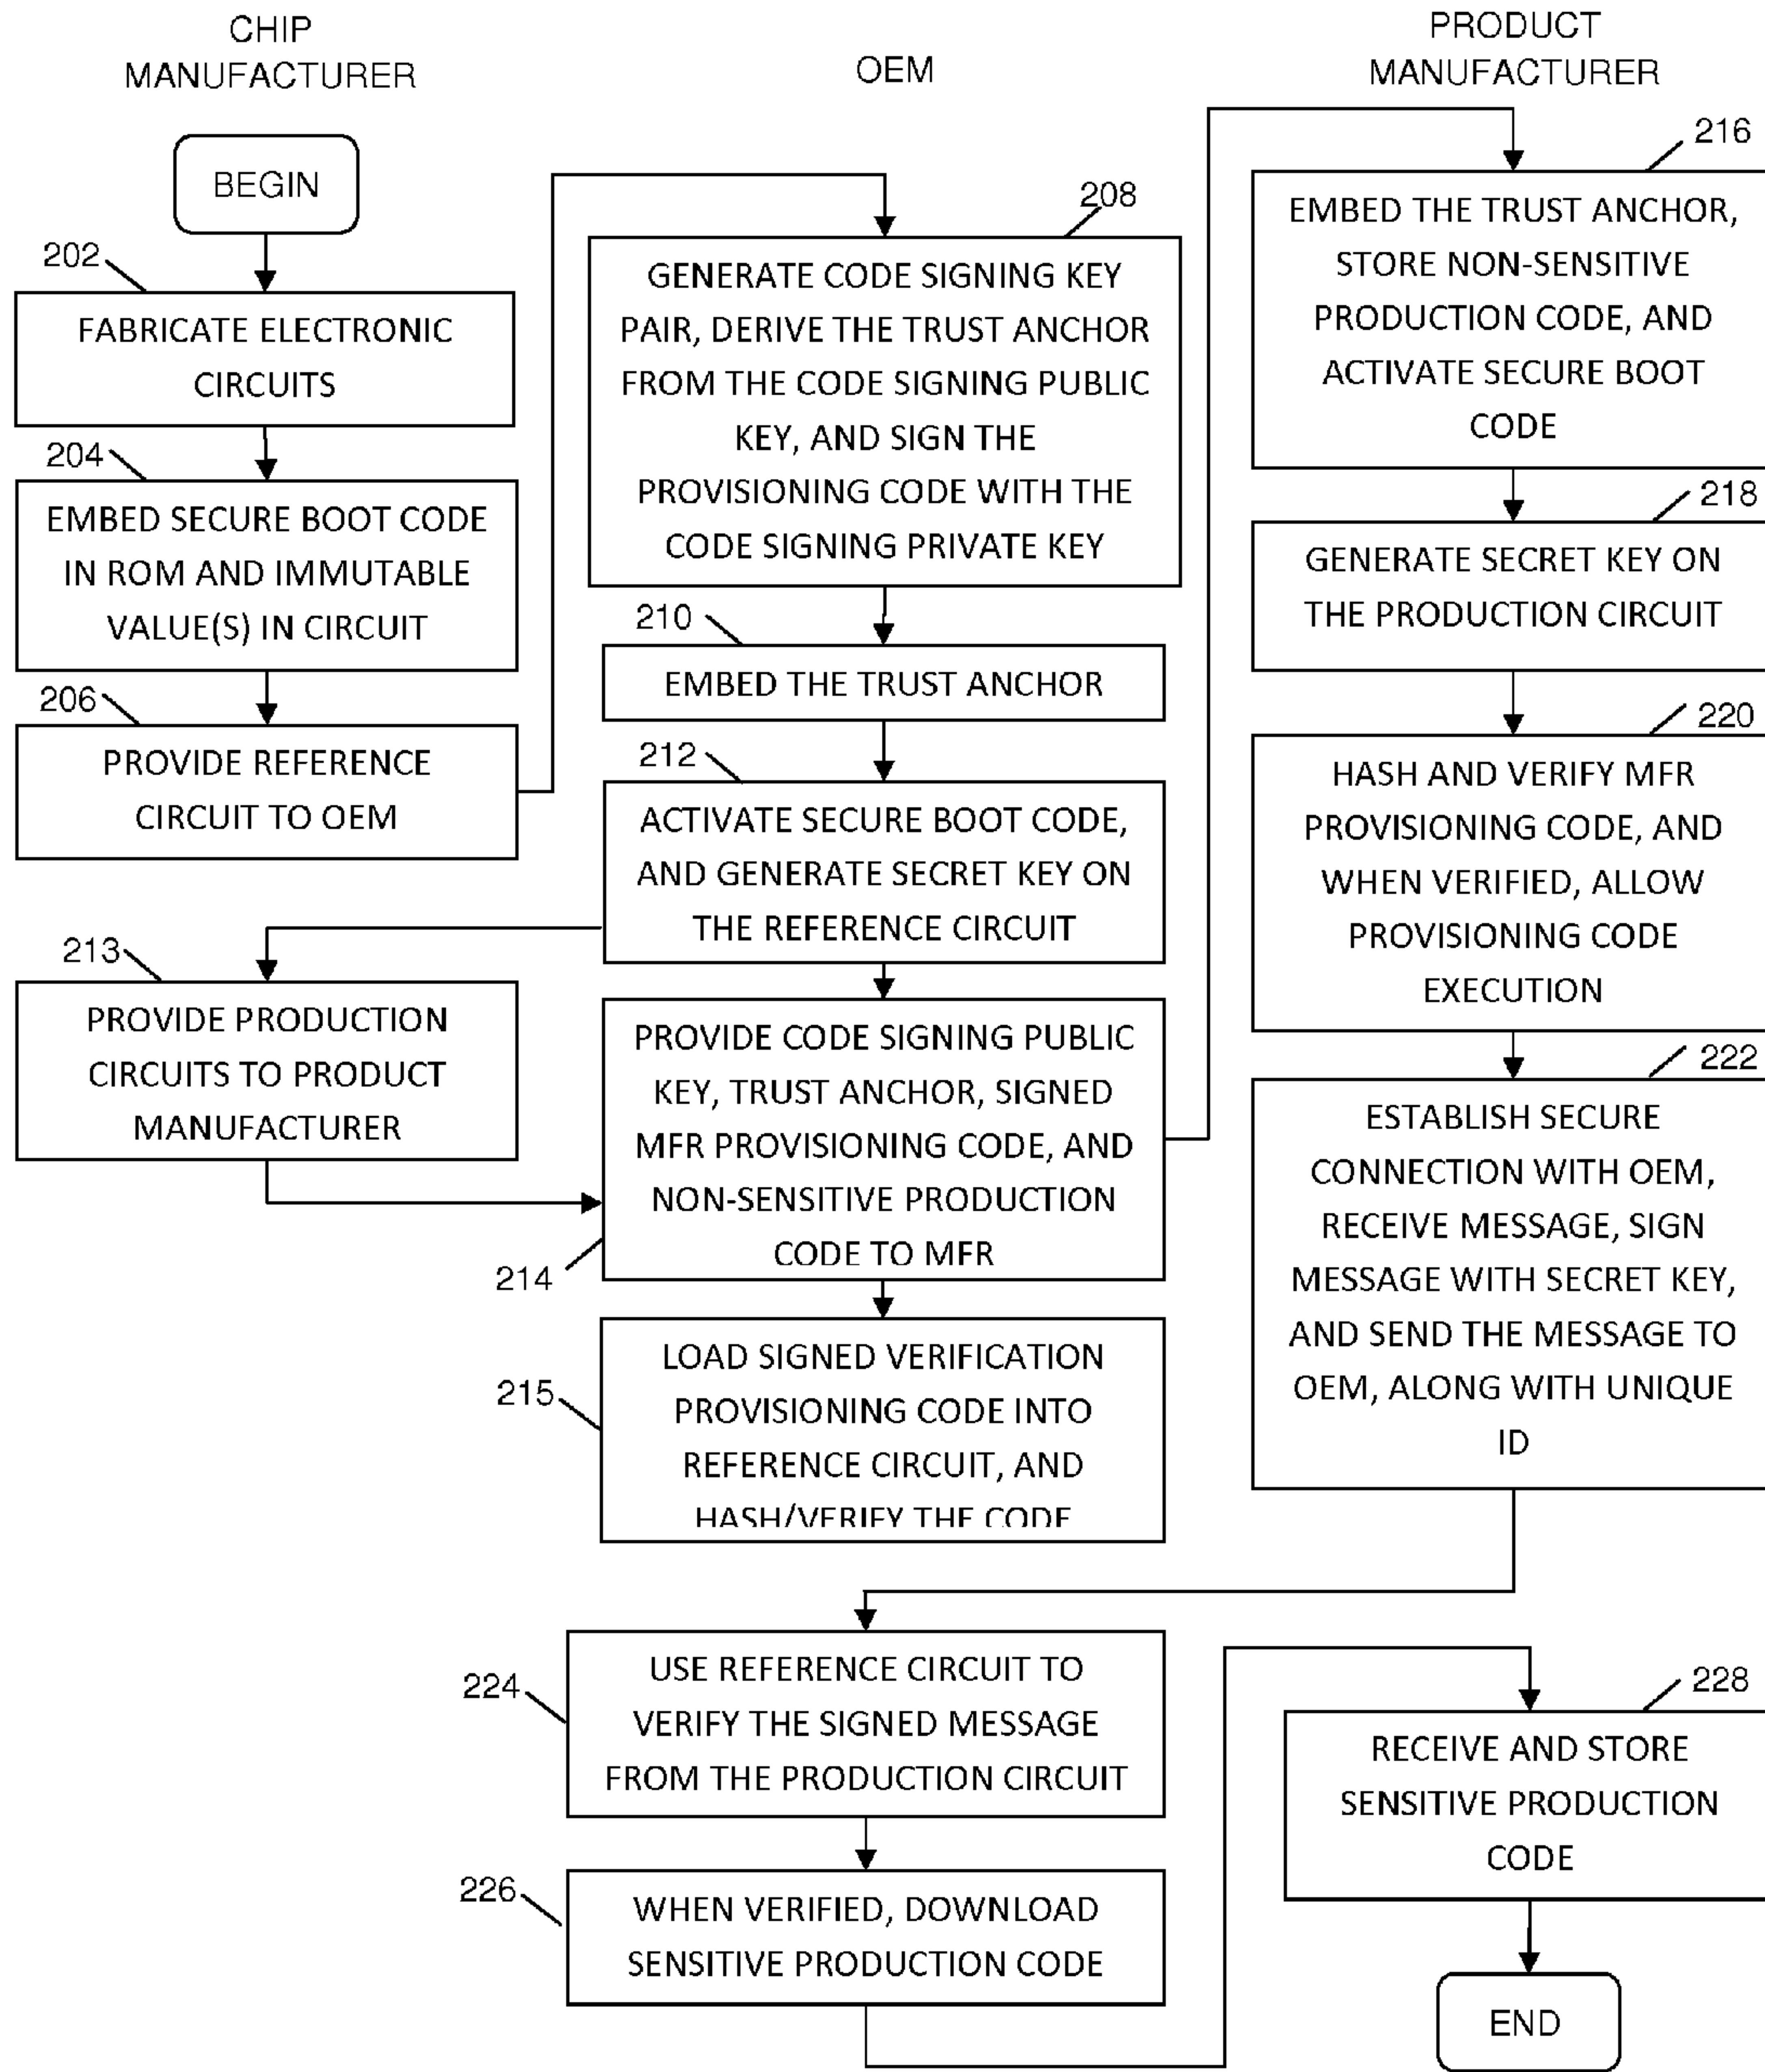 CHIP
MANUFACTURER
OEM
PRODUCT
MANUFACTURER
BEGIN
202
FABRICATE ELECTRONIC
CIRCUITS
204
EMBED SECURE BOOT CODE
IN ROM AND IMMUTABLE
VALUE(S) IN CIRCUIT
206
PROVIDE REFERENCE
CIRCUIT TO OEM
208
GENERATE CODE SIGNING KEY
PAIR, DERIVE THE TRUST ANCHOR
FROM THE CODE SIGNING PUBLIC
KEY, AND SIGN THE
PROVISIONING CODE WITH THE
CODE SIGNING PRIVATE KEY
210
EMBED THE TRUST ANCHOR
212
ACTIVATE SECURE BOOT CODE,
AND GENERATE SECRET KEY ON
THE REFERENCE CIRCUIT
213
PROVIDE PRODUCTION
CIRCUITS TO PRODUCT
MANUFACTURER
PROVIDE CODE SIGNING PUBLIC
KEY, TRUST ANCHOR, SIGNED
MFR PROVISIONING CODE, AND
NON-SENSITIVE PRODUCTION
CODE TO MFR
214
215
LOAD SIGNED VERIFICATION
PROVISIONING CODE INTO
REFERENCE CIRCUIT, AND
HASH/VERIFY THE CODE
216
EMBED THE TRUST ANCHOR,
STORE NON-SENSITIVE
PRODUCTION CODE, AND
ACTIVATE SECURE BOOT
CODE
218
GENERATE SECRET KEY ON
THE PRODUCTION CIRCUIT
220
HASH AND VERIFY MFR
PROVISIONING CODE, AND
WHEN VERIFIED, ALLOW
PROVISIONING CODE
EXECUTION
222
ESTABLISH SECURE
CONNECTION WITH OEM,
RECEIVE MESSAGE, SIGN
MESSAGE WITH SECRET KEY,
AND SEND THE MESSAGE TO
OEM, ALONG WITH UNIQUE
ID
224
USE REFERENCE CIRCUIT TO
VERIFY THE SIGNED MESSAGE
FROM THE PRODUCTION CIRCUIT
226
WHEN VERIFIED, DOWNLOAD
SENSITIVE PRODUCTION CODE
228
RECEIVE AND STORE
SENSITIVE PRODUCTION
CODE
END